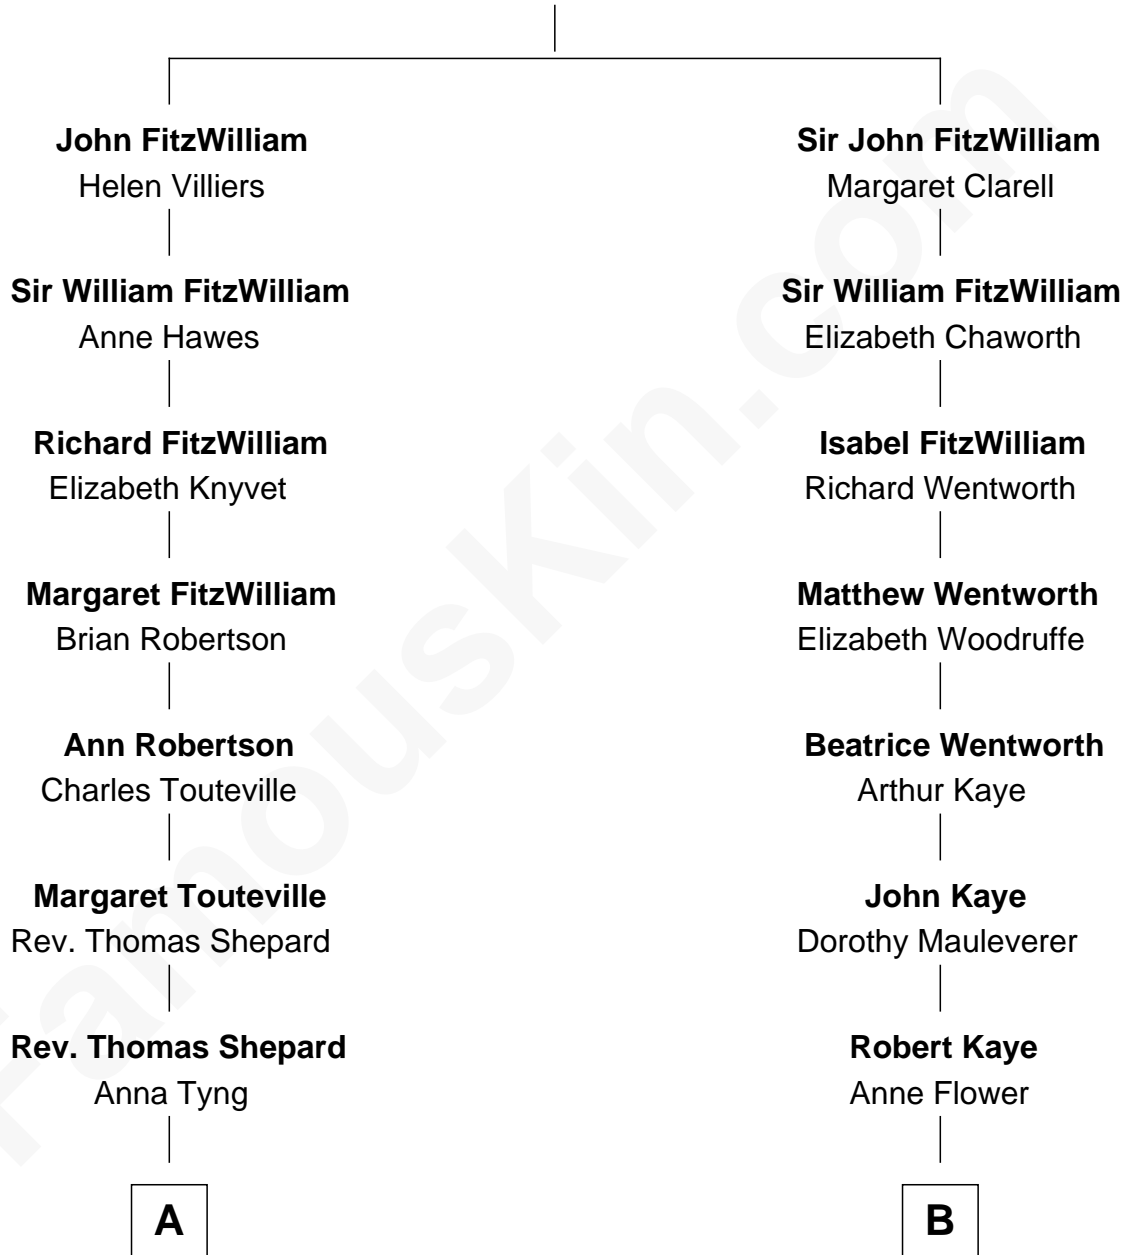 John FitzWilliam
Helen Villiers
Sir William FitzWilliam
Anne Hawes
Richard FitzWilliam
Elizabeth Knyvet
Margaret FitzWilliam
Brian Robertson
Ann Robertson
Charles Touteville
Margaret Touteville
Rev. Thomas Shepard
Rev. Thomas Shepard
Anna Tyng
A
Sir John FitzWilliam
Margaret Clarell
Sir William FitzWilliam
Elizabeth Chaworth
Isabel FitzWilliam
Richard Wentworth
Matthew Wentworth
Elizabeth Woodruffe
Beatrice Wentworth
Arthur Kaye
John Kaye
Dorothy Mauleverer
Robert Kaye
Anne Flower
B
FamousKin.com